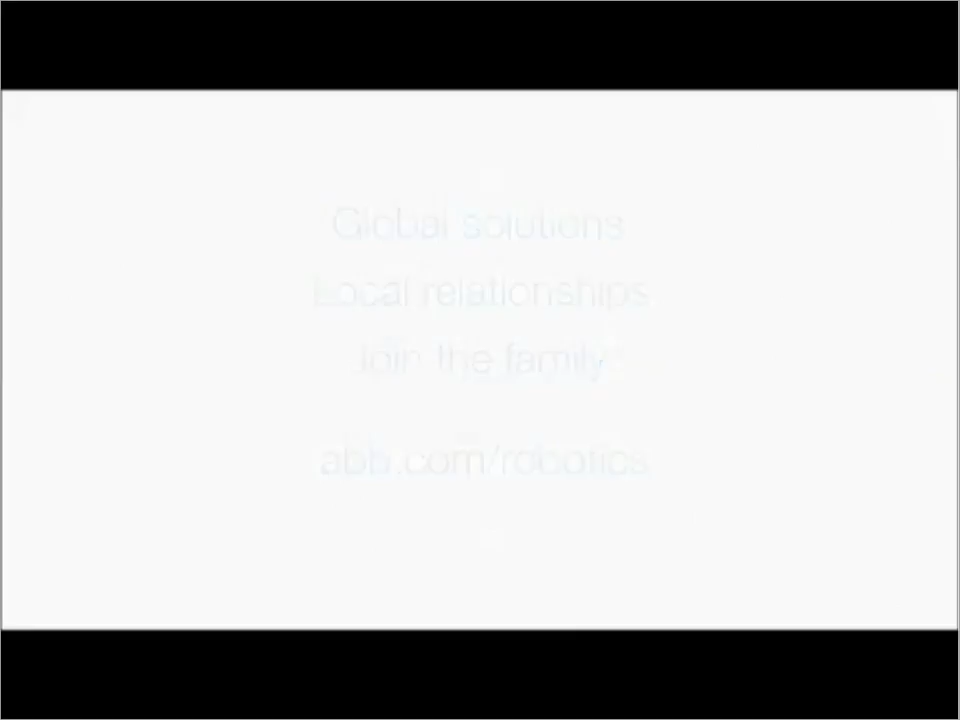 Global solutions
Local relationships
Join the family
abb.com/robotics